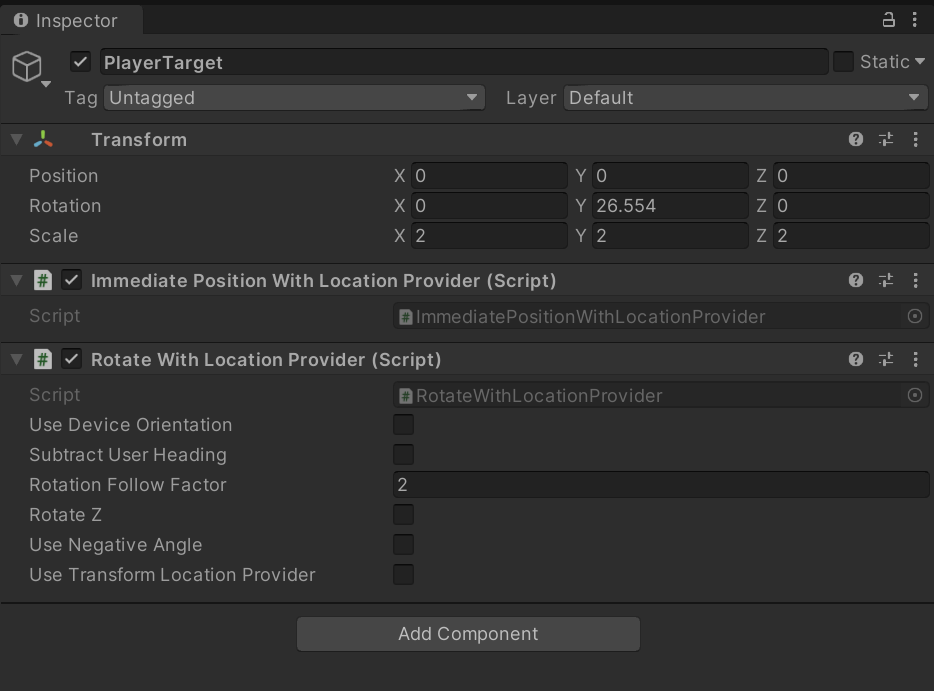 Inspector
PlayerTarget Static
Tag Untagged Layer Default
Transform
Position X 0 Y 0 Z 0
Rotation X 0 Y 26.554 Z 0
Scale X 2 Y 2 Z 2
# Immediate Position With Location Provider (Script)
Script # ImmediatePositionWithLocationProvider
# Rotate With Location Provider (Script)
Script # RotateWithLocationProvider
Use Device Orientation
Subtract User Heading
Rotation Follow Factor 2
Rotate Z
Use Negative Angle
Use Transform Location Provider
Add Component